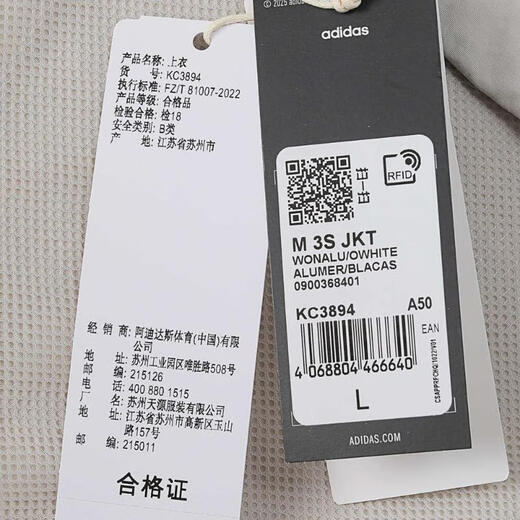 产品名称: 上衣
货 号: KC3894
执行标准: FZ/T 81007-2022
产品等级: 合格品
检验合格: 检18
安全类别: B类
产 地: 江苏省苏州市
经 销 商: 阿迪达斯体育(中国)有限
公司
地 址: 苏州工业园区唯胜路508号
邮 编: 215126
电 话: 400 880 1515
厂 名: 苏州天源服装有限公司
地 址: 江苏省苏州市高新区玉山
路157号
邮 编: 215011
合格证
© 2025 adidas
adidas
RFID
M 3S JKT
WONALU/OWHITE
ALUMER/BLACAS
0900368401
KC3894 A50
EAN
4 068804 466640
L
ADIDAS.COM